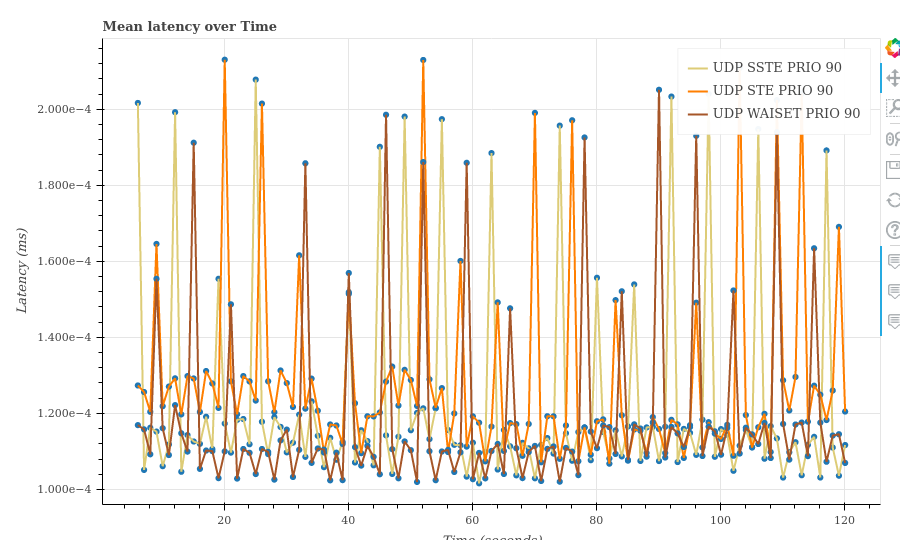 Mean latency over Time
UDP SSTE PRIO 90
UDP STE PRIO 90
UDP WAISET PRIO 90
Latency (ms)
2.000e−4
1.800e−4
1.600e−4
1.400e−4
1.200e−4
1.000e−4
20 40 60 80 100 120
Time (seconds)